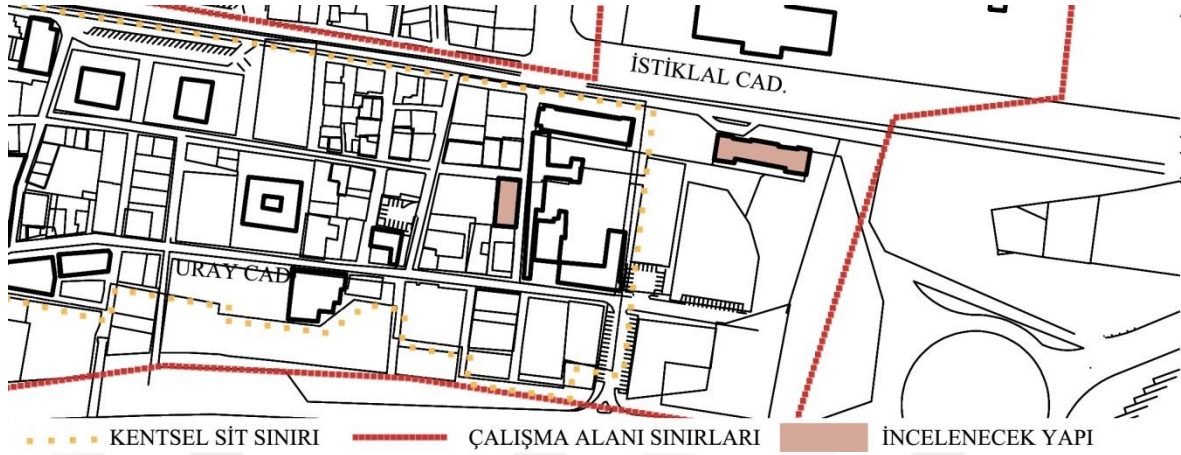 İSTİKLAL CAD.
URAY CAD
KENTSEL SİT SINIRI
ÇALIŞMA ALANI SINIRLARI
İNCELENECEK YAPI